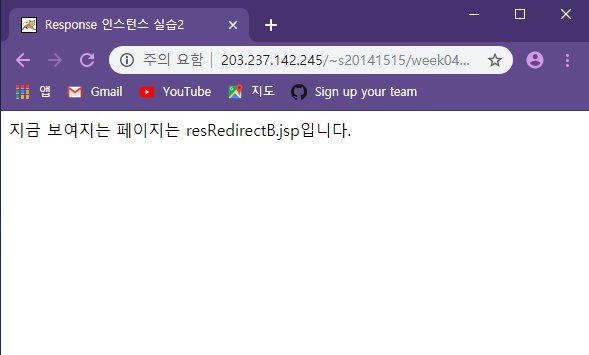 Response 인스턴스 실습2
주의 요함 203.237.142.245/~s20141515/week04...
앱 Gmail YouTube 지도 Sign up your team
지금 보여지는 페이지는 resRedirectB.jsp입니다.